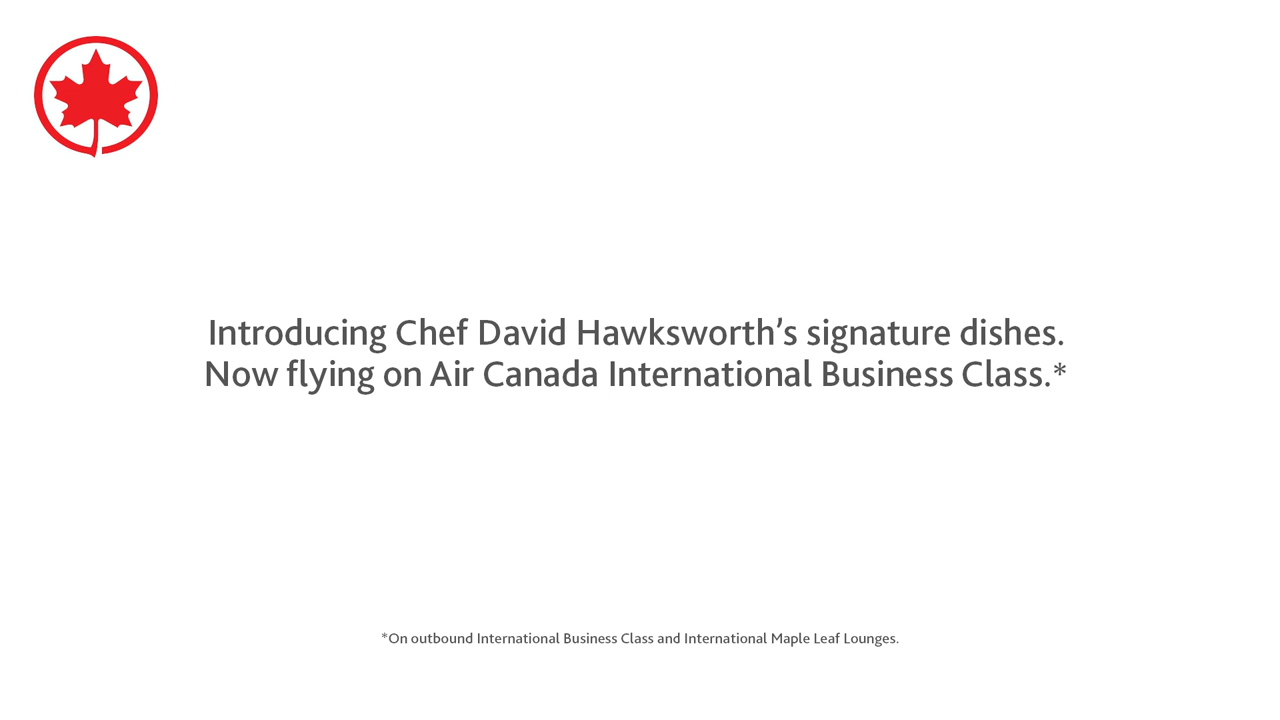 Introducing Chef David Hawksworth’s signature dishes.
Now flying on Air Canada International Business Class.*
*On outbound International Business Class and International Maple Leaf Lounges.